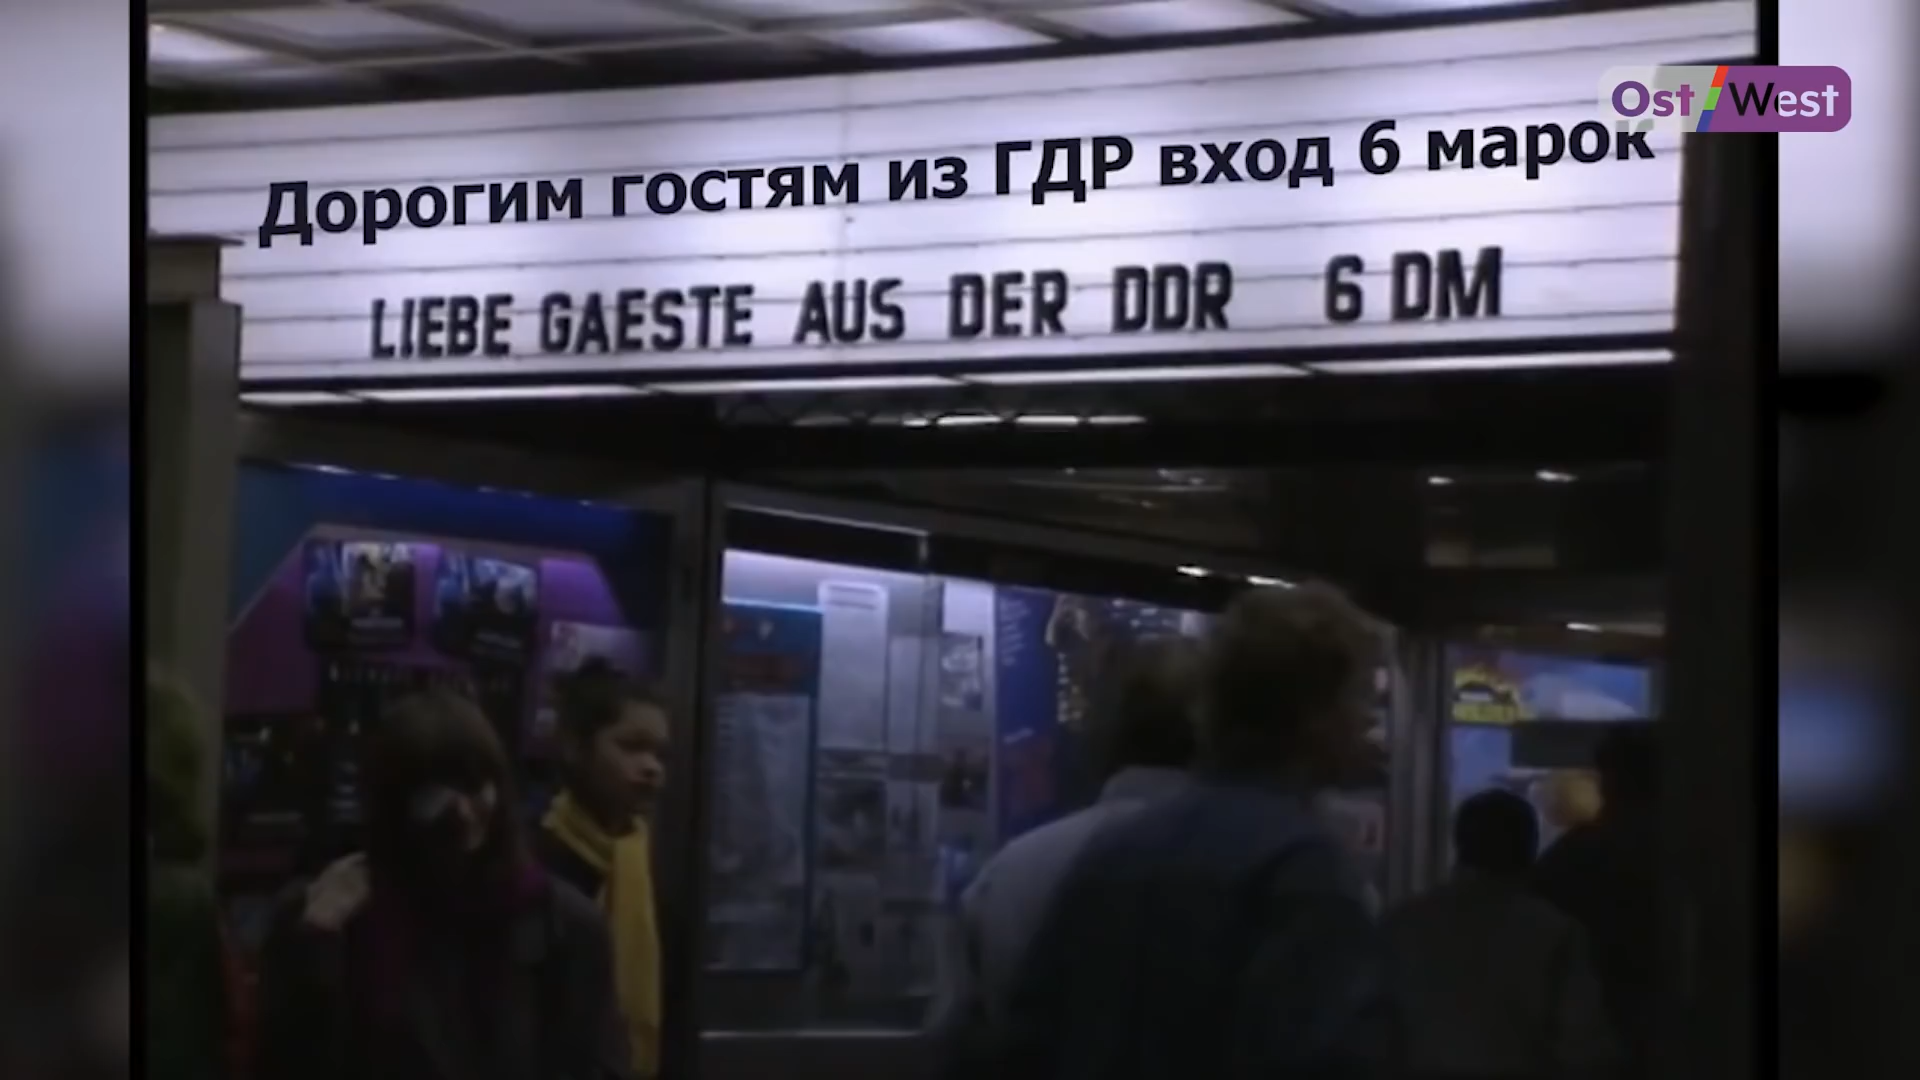 Ost/West
Дорогим гостям из ГДР вход 6 марок
LIEBE GAESTE AUS DER DDR 6 DM